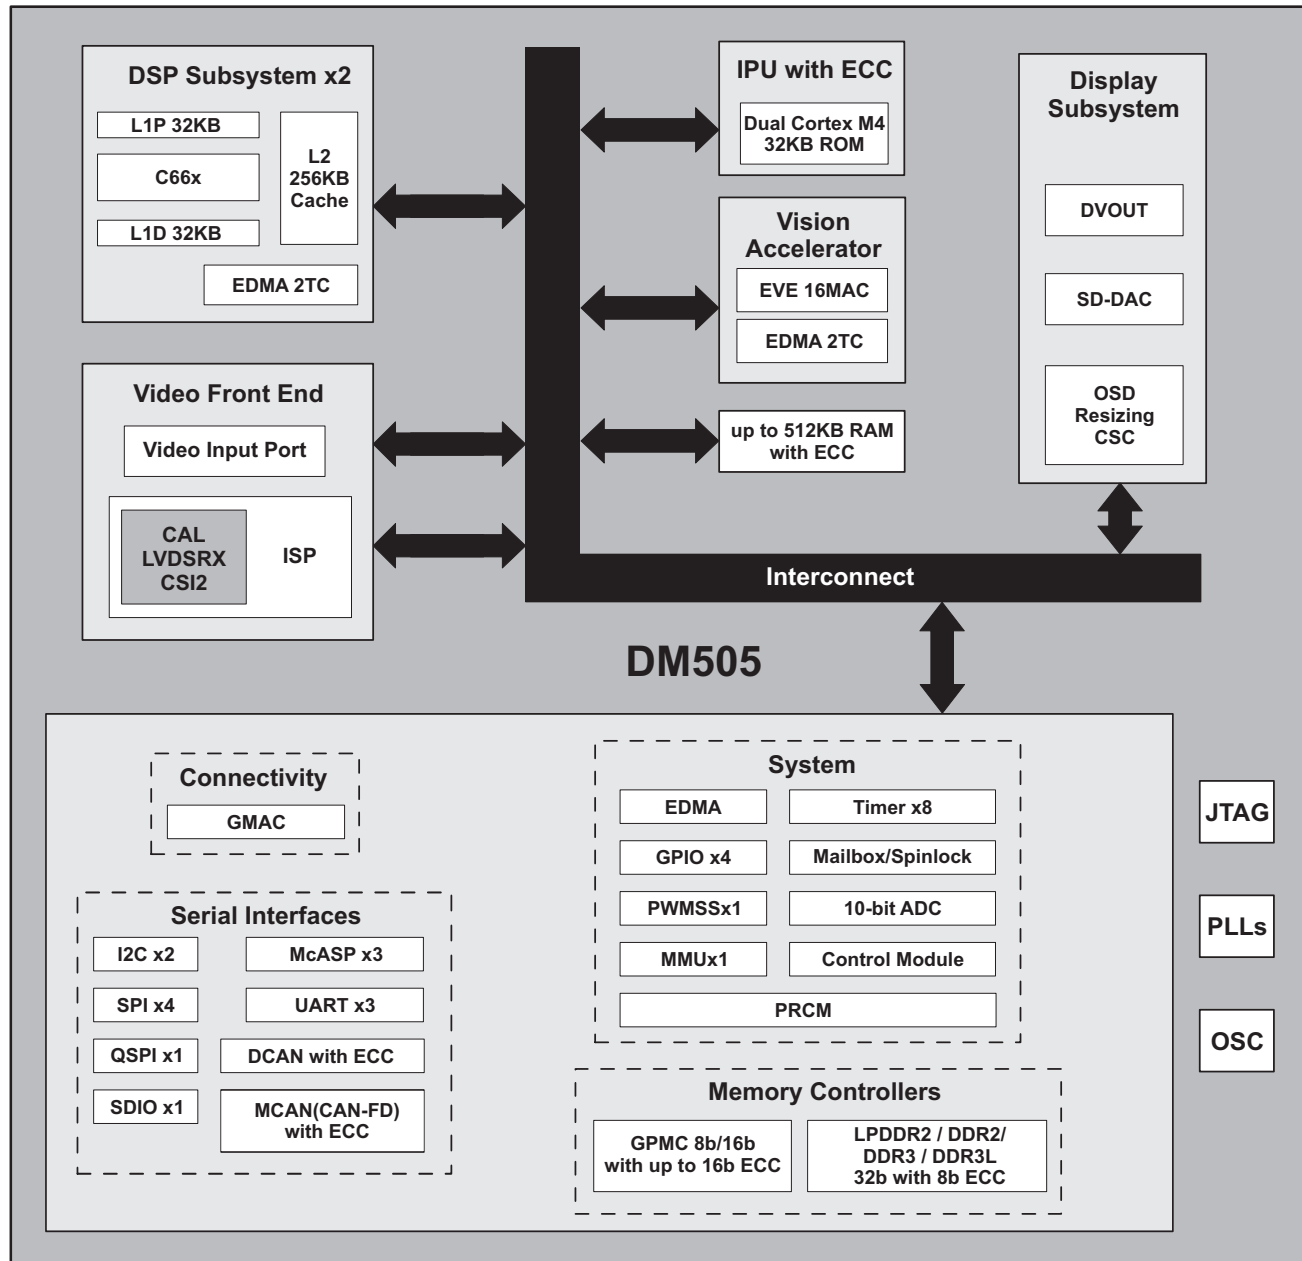 DSP Subsystem x2
L1P 32KB
C66x
L1D 32KB
L2
256KB
Cache
EDMA 2TC
IPU with ECC
Dual Cortex M4
32KB ROM
Vision
Accelerator
EVE 16MAC
EDMA 2TC
up to 512KB RAM
with ECC
Display
Subsystem
DVOUT
SD-DAC
OSD
Resizing
CSC
Video Front End
Video Input Port
CAL
LVDSRX
CSI2
ISP
Interconnect
DM505
Connectivity
GMAC
Serial Interfaces
I2C x2
McASP x3
SPI x4
UART x3
QSPI x1
DCAN with ECC
SDIO x1
MCAN(CAN-FD)
with ECC
System
EDMA
Timer x8
GPIO x4
Mailbox/Spinlock
PWMSSx1
10-bit ADC
MMUx1
Control Module
PRCM
Memory Controllers
GPMC 8b/16b
with up to 16b ECC
LPDDR2 / DDR2/
DDR3 / DDR3L
32b with 8b ECC
JTAG
PLLs
OSC